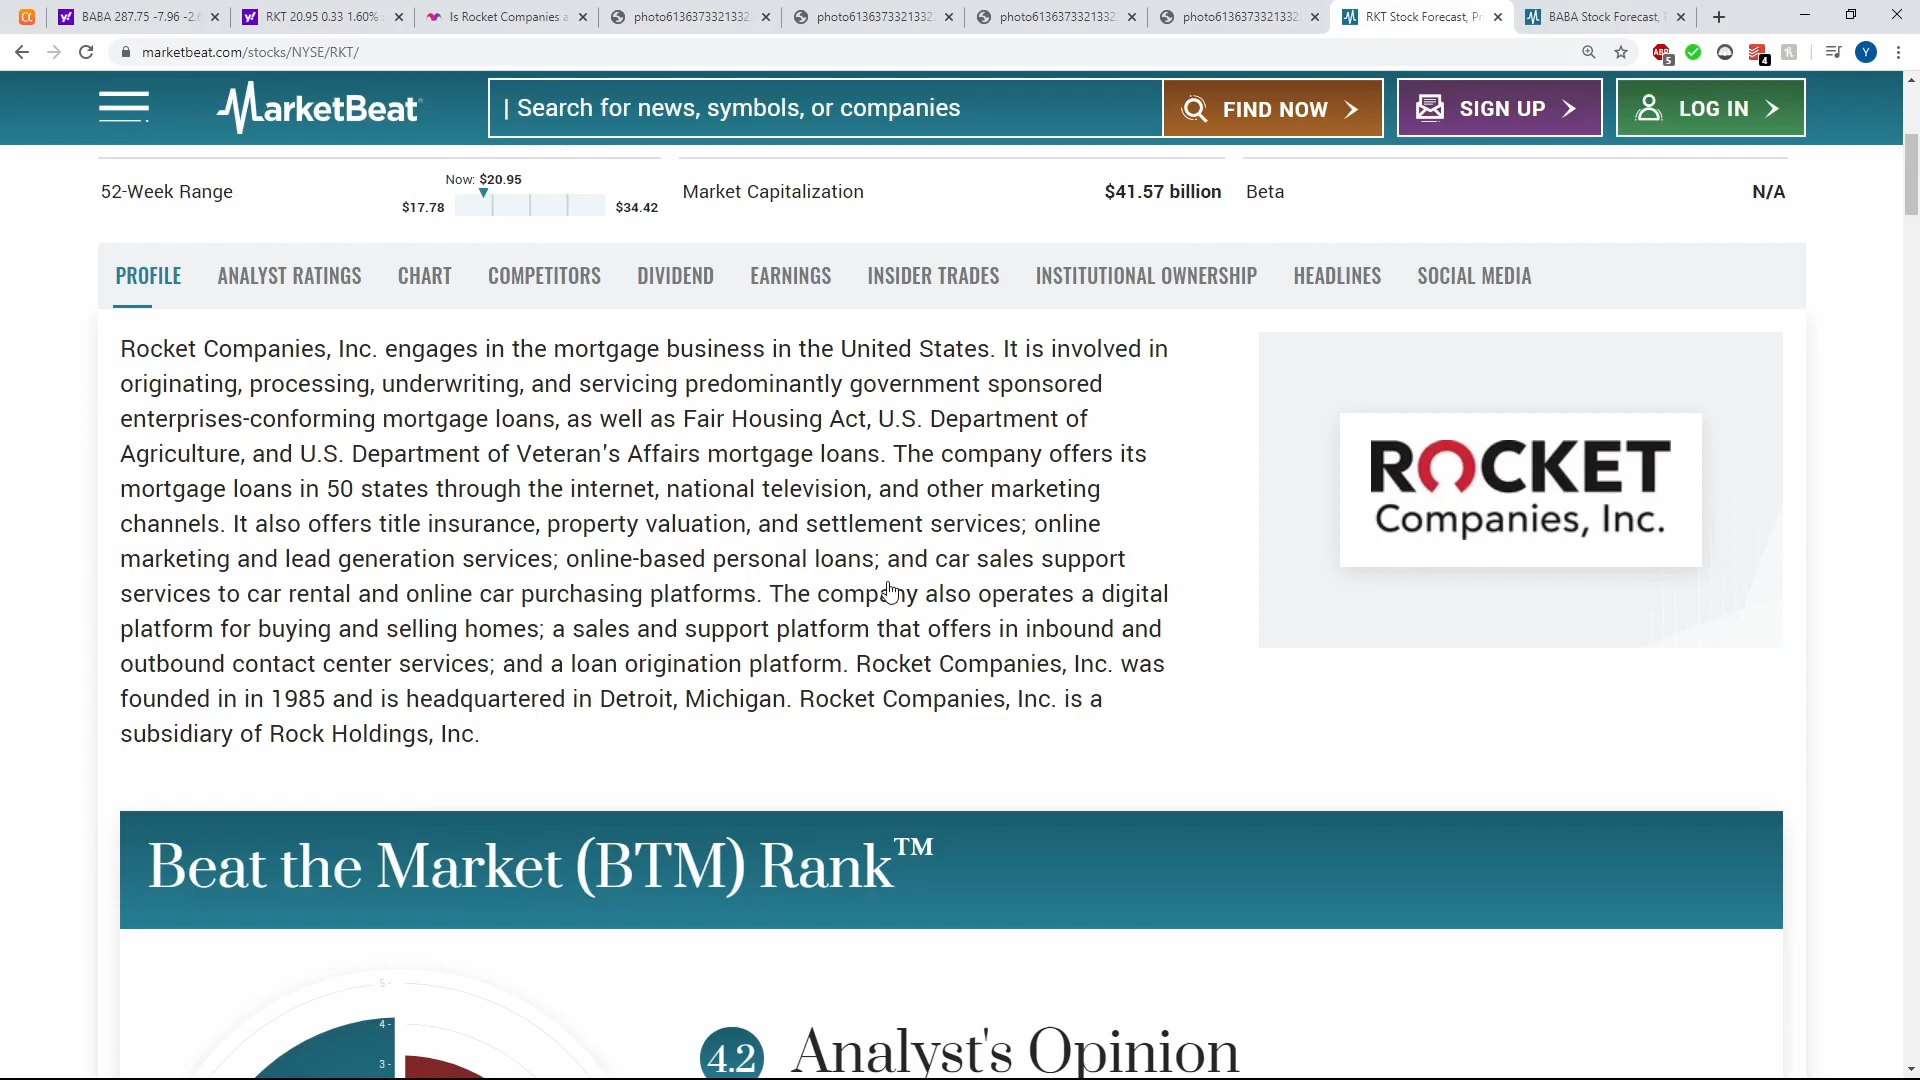 BABA 287.75 -7.96 -2.6
RKT 20.95 0.33 1.60%
Is Rocket Companies a
photo6136373321332
photo6136373321332
photo6136373321332
photo6136373321332
RKT Stock Forecast, Pr
BABA Stock Forecast, P
marketbeat.com/stocks/NYSE/RKT/
ABP
5
4
Y
MarketBeat
| Search for news, symbols, or companies
FIND NOW
SIGN UP
LOG IN
52-Week Range
Now: $20.95
$17.78
$34.42
Market Capitalization
$41.57 billion
Beta
N/A
PROFILE
ANALYST RATINGS
CHART
COMPETITORS
DIVIDEND
EARNINGS
INSIDER TRADES
INSTITUTIONAL OWNERSHIP
HEADLINES
SOCIAL MEDIA
Rocket Companies, Inc. engages in the mortgage business in the United States. It is involved in
originating, processing, underwriting, and servicing predominantly government sponsored
enterprises-conforming mortgage loans, as well as Fair Housing Act, U.S. Department of
Agriculture, and U.S. Department of Veteran's Affairs mortgage loans. The company offers its
mortgage loans in 50 states through the internet, national television, and other marketing
channels. It also offers title insurance, property valuation, and settlement services; online
marketing and lead generation services; online-based personal loans; and car sales support
services to car rental and online car purchasing platforms. The company also operates a digital
platform for buying and selling homes; a sales and support platform that offers in inbound and
outbound contact center services; and a loan origination platform. Rocket Companies, Inc. was
founded in in 1985 and is headquartered in Detroit, Michigan. Rocket Companies, Inc. is a
subsidiary of Rock Holdings, Inc.
ROCKET
Companies, Inc.
Beat the Market (BTM) Rank™
5 -
4 -
3 -
4.2
Analyst's Opinion